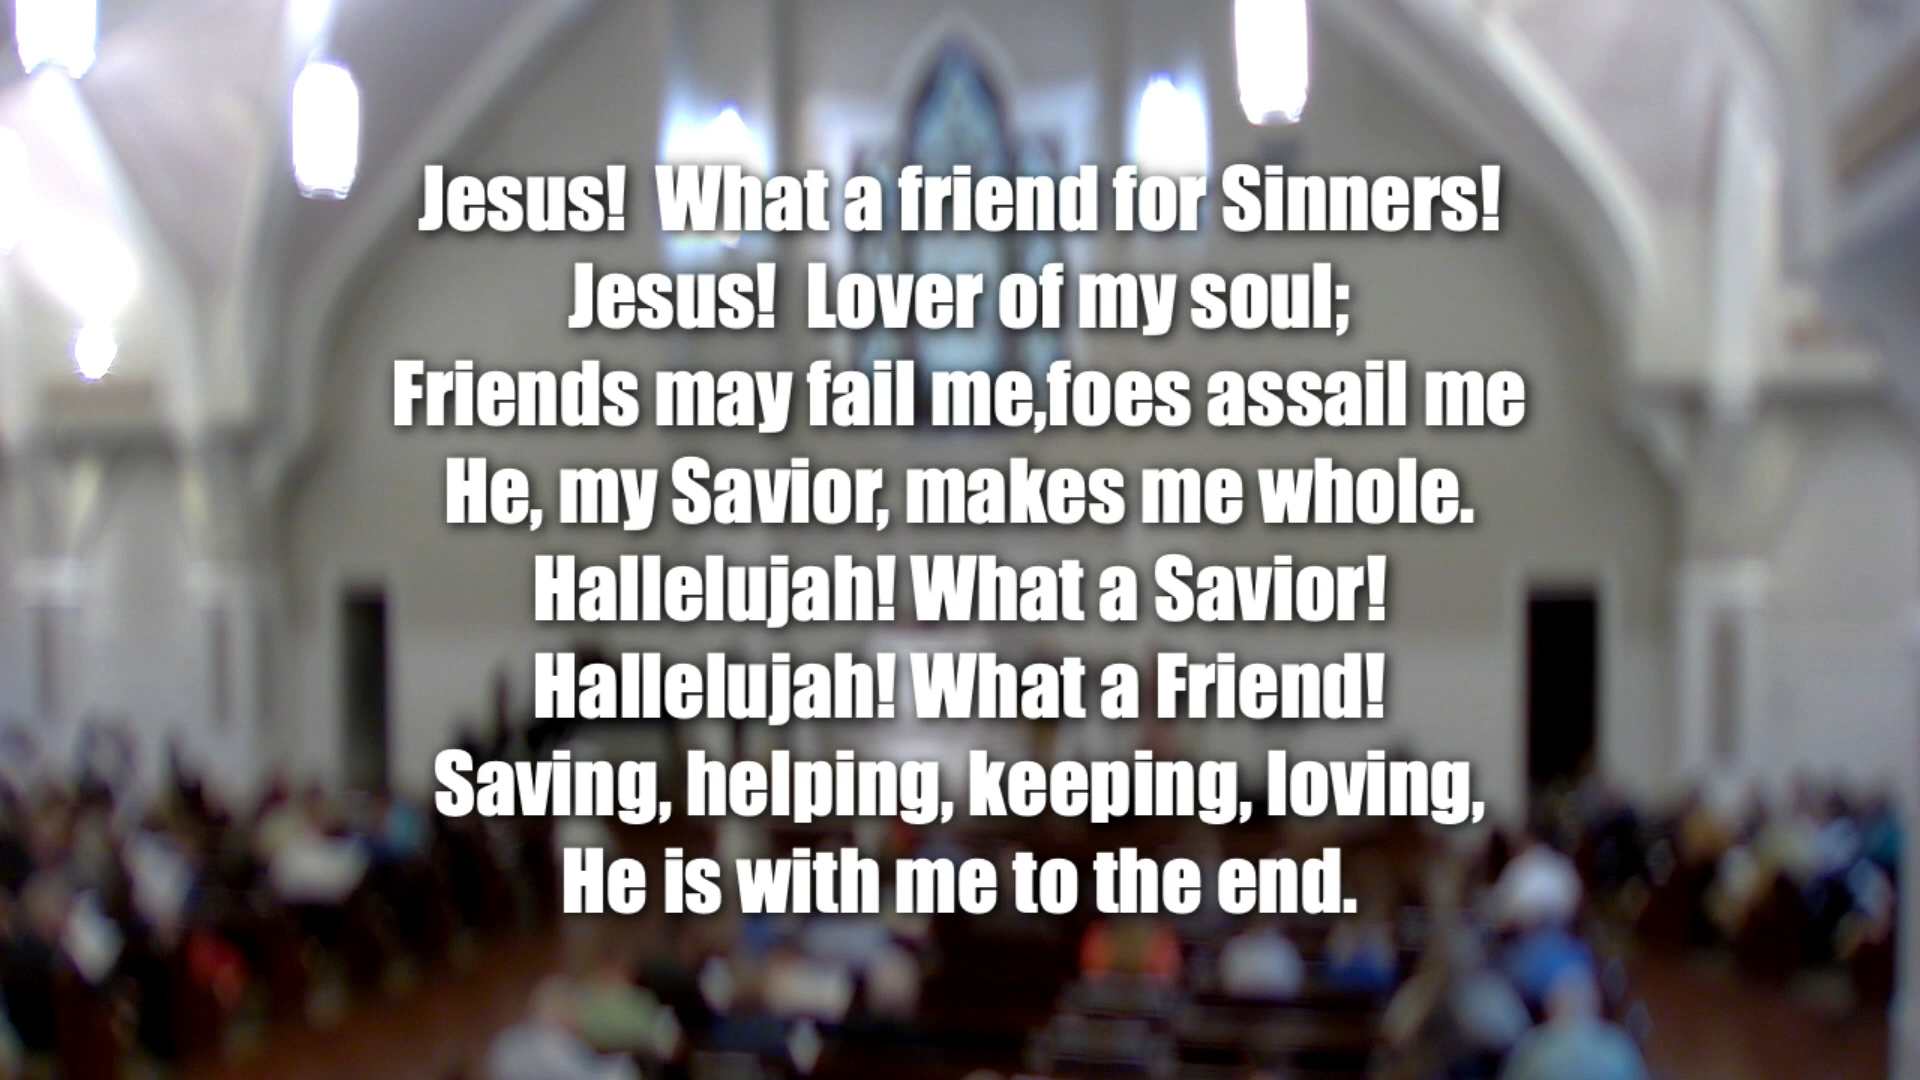 Jesus!  What a friend for Sinners!
Jesus!  Lover of my soul;
Friends may fail me,foes assail me
He, my Savior, makes me whole.
Hallelujah! What a Savior!
Hallelujah! What a Friend!
Saving, helping, keeping, loving,
He is with me to the end.